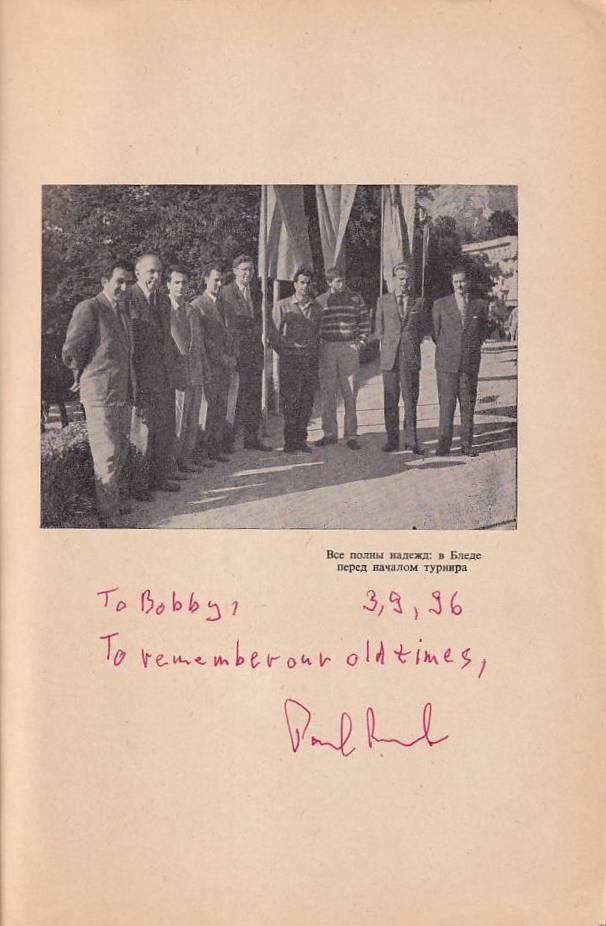 Все полны надежд: в Бледе
перед началом турнира
To Bobby, 3,9,96
To remember our old times,